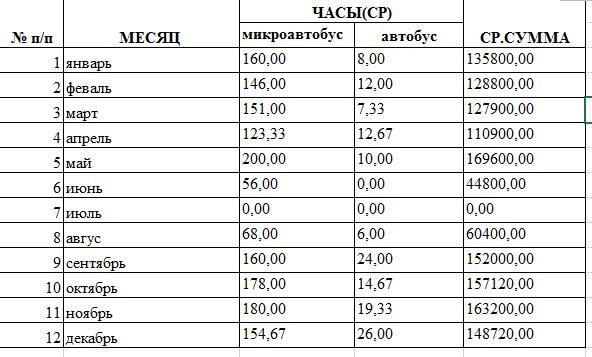 ЧАСЫ(СР)
№ п/п МЕСЯЦ микроавтобус автобус СР.СУММА
1 январь 160,00 8,00 135800,00
2 феваль 146,00 12,00 128800,00
3 март 151,00 7,33 127900,00
4 апрель 123,33 12,67 110900,00
5 май 200,00 10,00 169600,00
6 июнь 56,00 0,00 44800,00
7 июль 0,00 0,00 0,00
8 авгус 68,00 6,00 60400,00
9 сентябрь 160,00 24,00 152000,00
10 октябрь 178,00 14,67 157120,00
11 ноябрь 180,00 19,33 163200,00
12 декабрь 154,67 26,00 148720,00